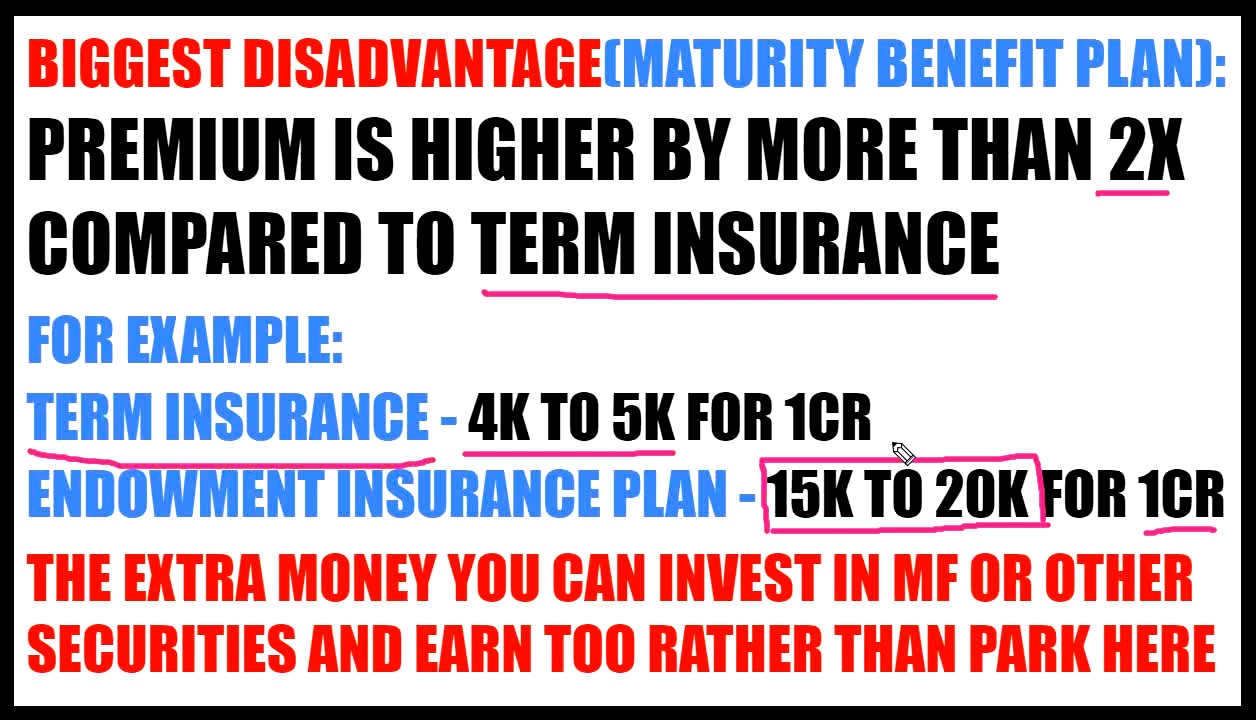 BIGGEST DISADVANTAGE(MATURITY BENEFIT PLAN):
PREMIUM IS HIGHER BY MORE THAN 2X
COMPARED TO TERM INSURANCE
FOR EXAMPLE:
TERM INSURANCE - 4K TO 5K FOR 1CR
ENDOWMENT INSURANCE PLAN - 15K TO 20K FOR 1CR
THE EXTRA MONEY YOU CAN INVEST IN MF OR OTHER
SECURITIES AND EARN TOO RATHER THAN PARK HERE